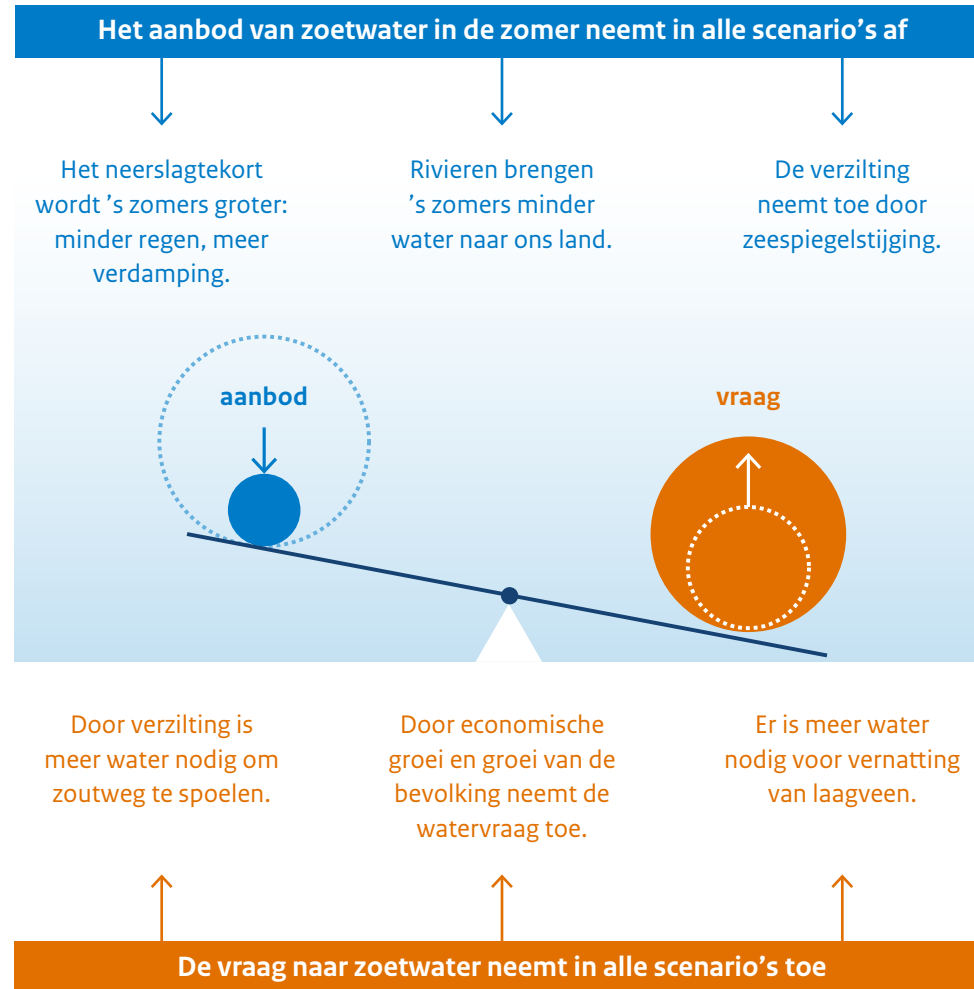 Het aanbod van zoetwater in de zomer neemt in alle scenario's af
Het neerslagtekort
wordt 's zomers groter:
minder regen, meer
verdamping.
Rivieren brengen
's zomers minder
water naar ons land.
De verzilting
neemt toe door
zeespiegelstijging.
aanbod
vraag
Door verzilting is
meer water nodig om
zoutweg te spoelen.
Door economische
groei en groei van de
bevolking neemt de
watervraag toe.
Er is meer water
nodig voor vernatting
van laagveen.
De vraag naar zoetwater neemt in alle scenario's toe